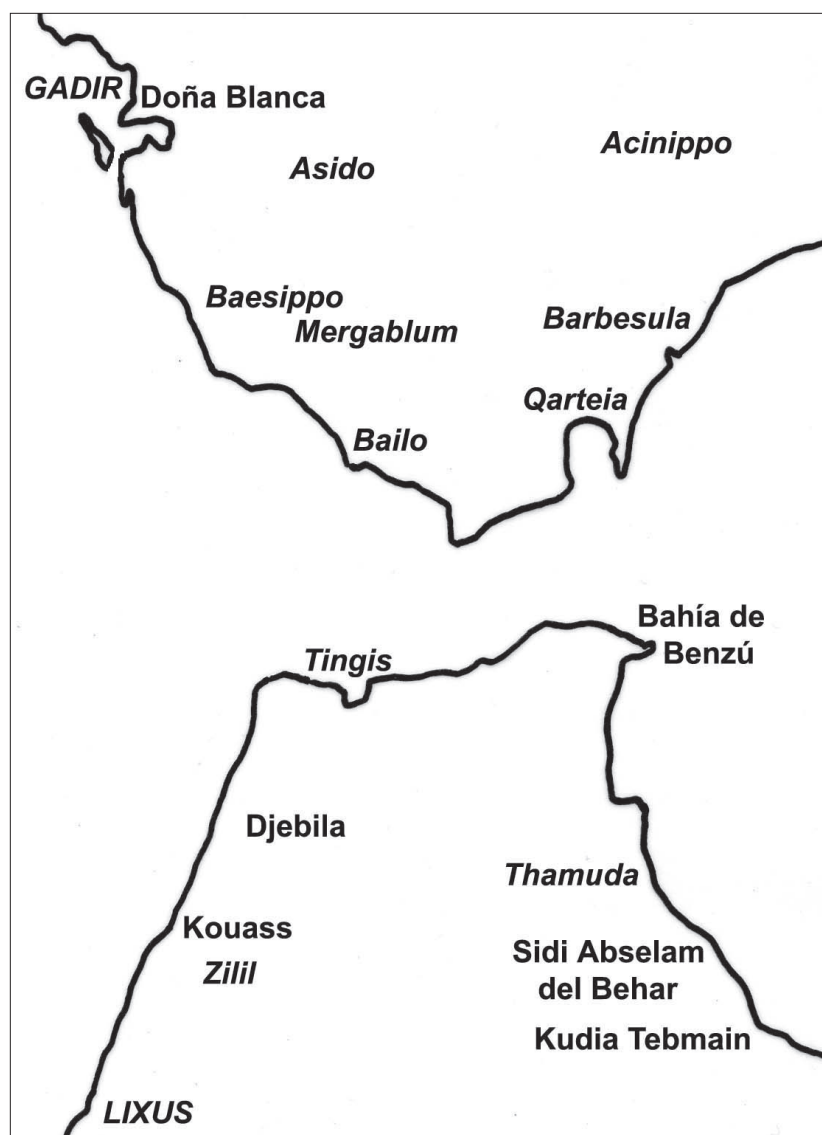 GADIR
Doña Blanca
Acinippo
Asido
Baesippo
Mergablum
Barbesula
Qarteia
Bailo
Bahía de
Benzú
Tingis
Djebila
Thamuda
Kouass
Zilil
Sidi Abselam
del Behar
Kudia Tebmain
LIXUS